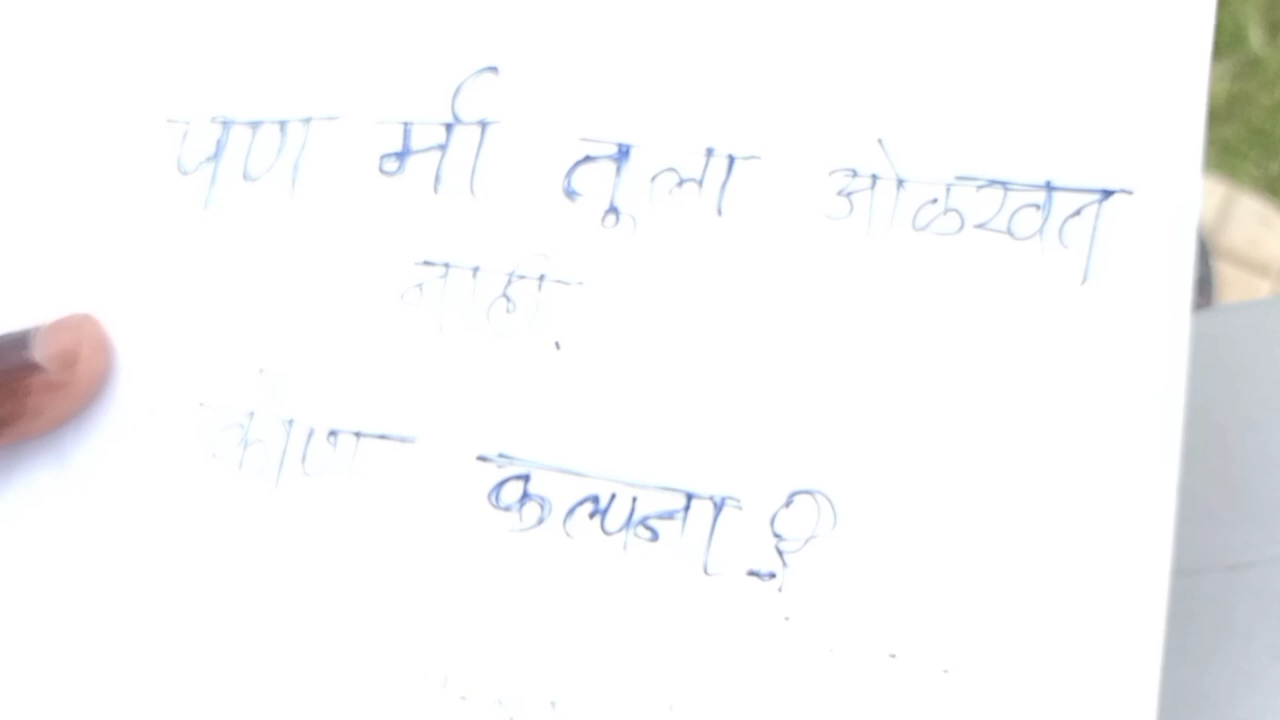 पण मी तूला ओळखत
नाही.
कोण कल्पना ?